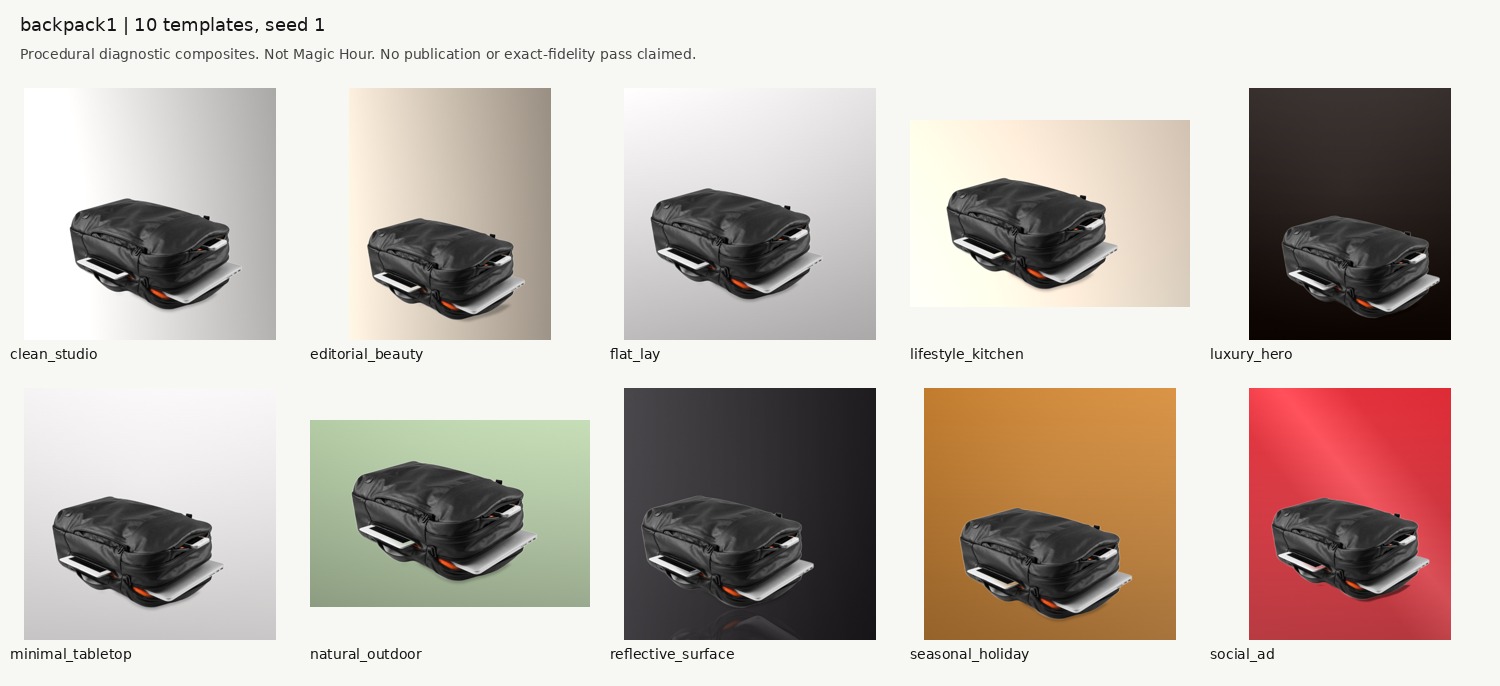 backpack1 | 10 templates, seed 1
Procedural diagnostic composites. Not Magic Hour. No publication or exact-fidelity pass claimed.
clean_studio
editorial_beauty
flat_lay
lifestyle_kitchen
luxury_hero
minimal_tabletop
natural_outdoor
reflective_surface
seasonal_holiday
social_ad